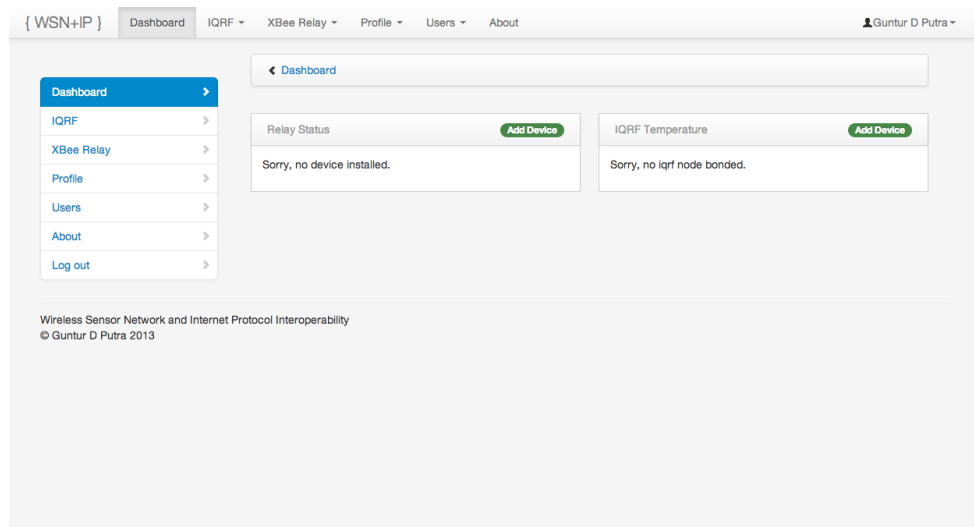 { WSN+IP } Dashboard IQRF XBee Relay Profile Users About Guntur D Putra
Dashboard
Dashboard
IQRF
XBee Relay
Profile
Users
About
Log out
Relay Status Add Device
Sorry, no device installed.
IQRF Temperature Add Device
Sorry, no iqrf node bonded.
Wireless Sensor Network and Internet Protocol Interoperability
© Guntur D Putra 2013